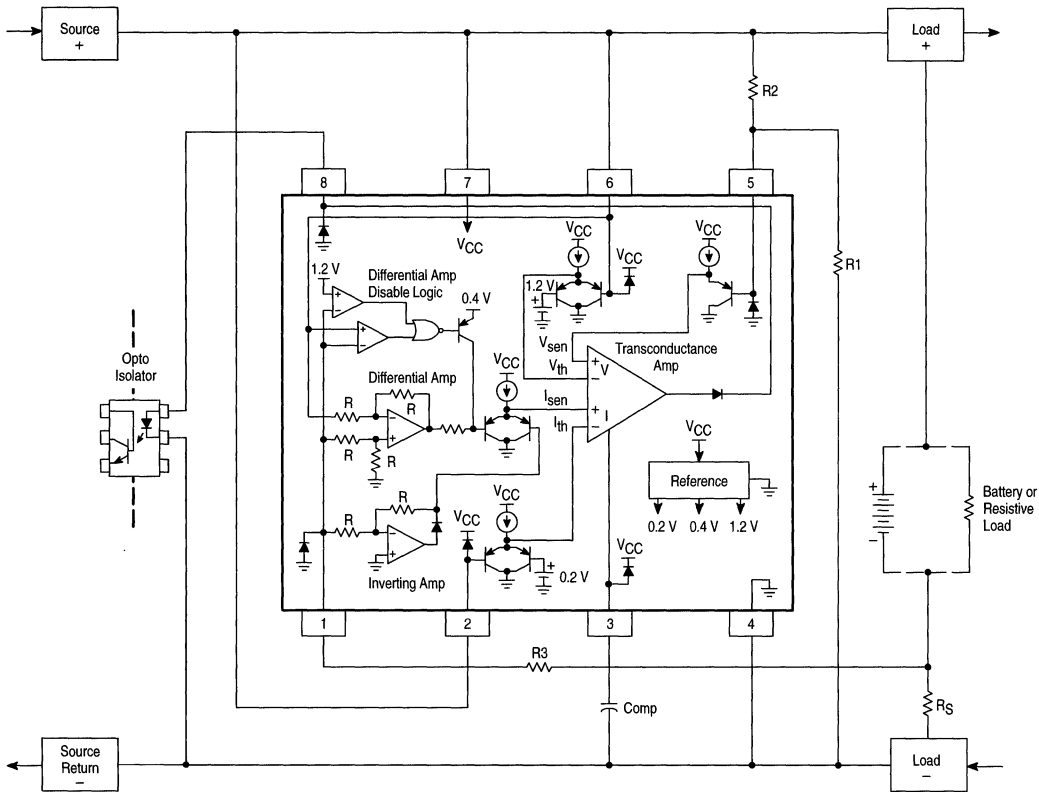 Source
+
Load
+
R2
8
7
6
5
VCC
VCC
VCC
VCC
R1
1.2 V
Differential Amp
Disable Logic
0.4 V
1.2 V
+
+
−
+
−
Opto
Isolator
Vsen
Vth
Transconductance
Amp
VCC
+
V
−
Differential Amp
R
Isen
Ith
+
I
−
R
−
+
R
R
VCC
Reference
0.2 V
0.4 V
1.2 V
+
−
Battery or
Resistive
Load
R
R
−
+
VCC
VCC
VCC
+
0.2 V
Inverting Amp
1
2
3
4
R3
Comp
RS
Source
Return
−
Load
−